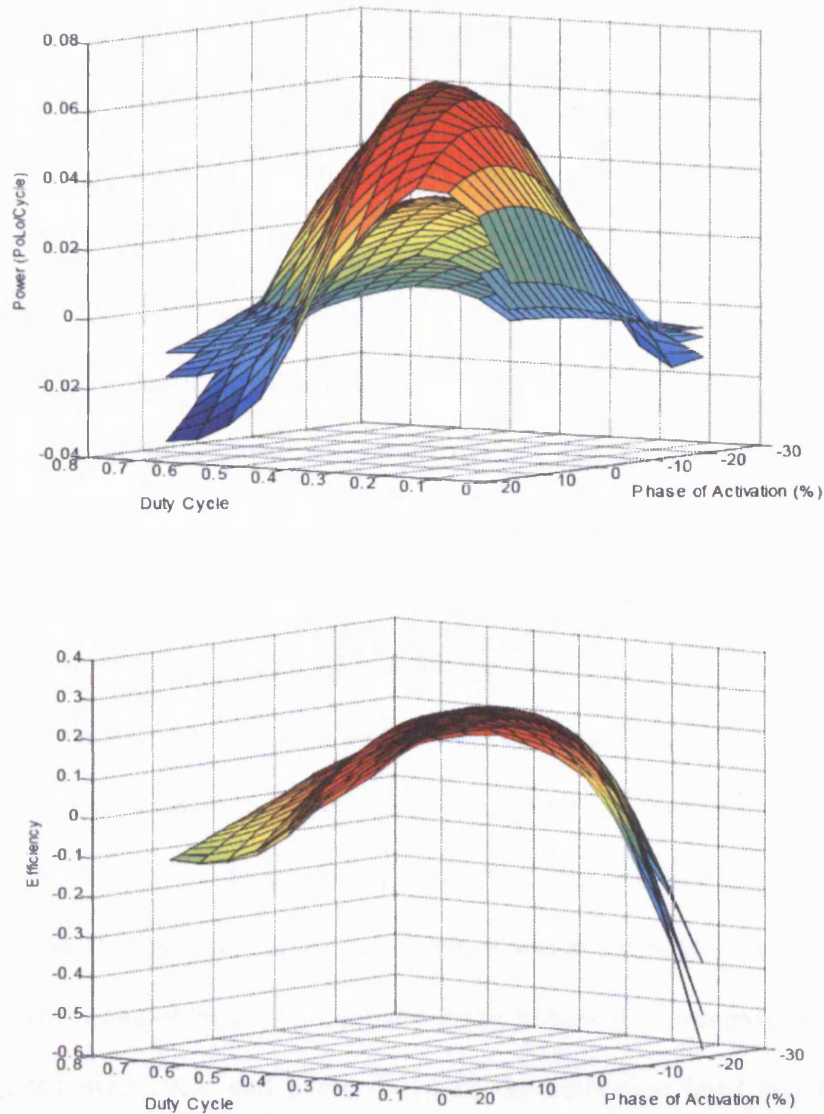 0.08
0.06
0.04
0.02
0
-0.02
-0.04
Power (PoLo/Cycle)
0.8 0.7 0.6 0.5 0.4 0.3 0.2 0.1 0
Duty Cycle
20 10 0 -10 -20 -30
Phase of Activation (%)
0.4
0.3
0.2
0.1
0
-0.1
-0.2
-0.3
-0.4
-0.5
-0.6
Efficiency
0.8 0.7 0.6 0.5 0.4 0.3 0.2 0.1 0
Duty Cycle
20 10 0 -10 -20 -30
Phase of Activation (%)